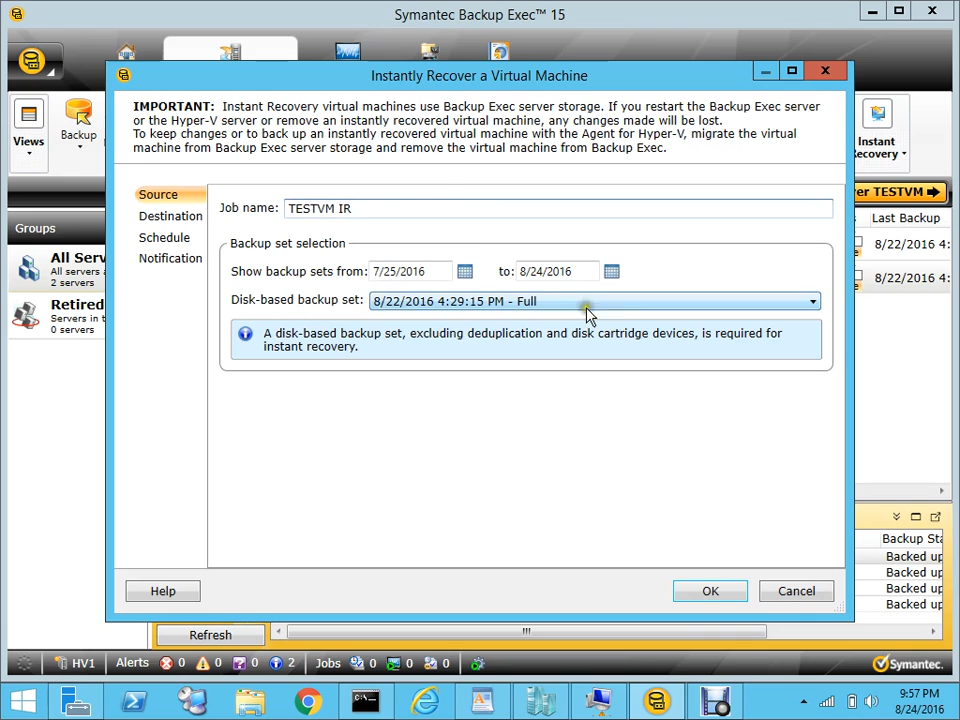 Symantec Backup Exec™ 15
Instantly Recover a Virtual Machine
IMPORTANT: Instant Recovery virtual machines use Backup Exec server storage. If you restart the Backup Exec server
or the Hyper-V server or remove an instantly recovered virtual machine, any changes made will be lost.
To keep changes or to back up an instantly recovered virtual machine with the Agent for Hyper-V, migrate the virtual
machine from Backup Exec server storage and remove the virtual machine from Backup Exec.
Views
Backup
Instant
Recovery
Source
Destination
Schedule
Notification
Job name: TESTVM IR
Backup set selection
Show backup sets from: 7/25/2016 to: 8/24/2016
Disk-based backup set: 8/22/2016 4:29:15 PM - Full
A disk-based backup set, excluding deduplication and disk cartridge devices, is required for
instant recovery.
Groups
All Ser
All servers a
2 servers
Retired
Servers in t
0 servers
er TESTVM
Last Backup
8/22/2016 4:
8/22/2016 4:
Backup Sta
Backed up
Backed up
Backed up
Backed up
Help
OK
Cancel
Refresh
HV1 Alerts 0 0 0 2 Jobs 0 0 0
Symantec.
9:57 PM
8/24/2016